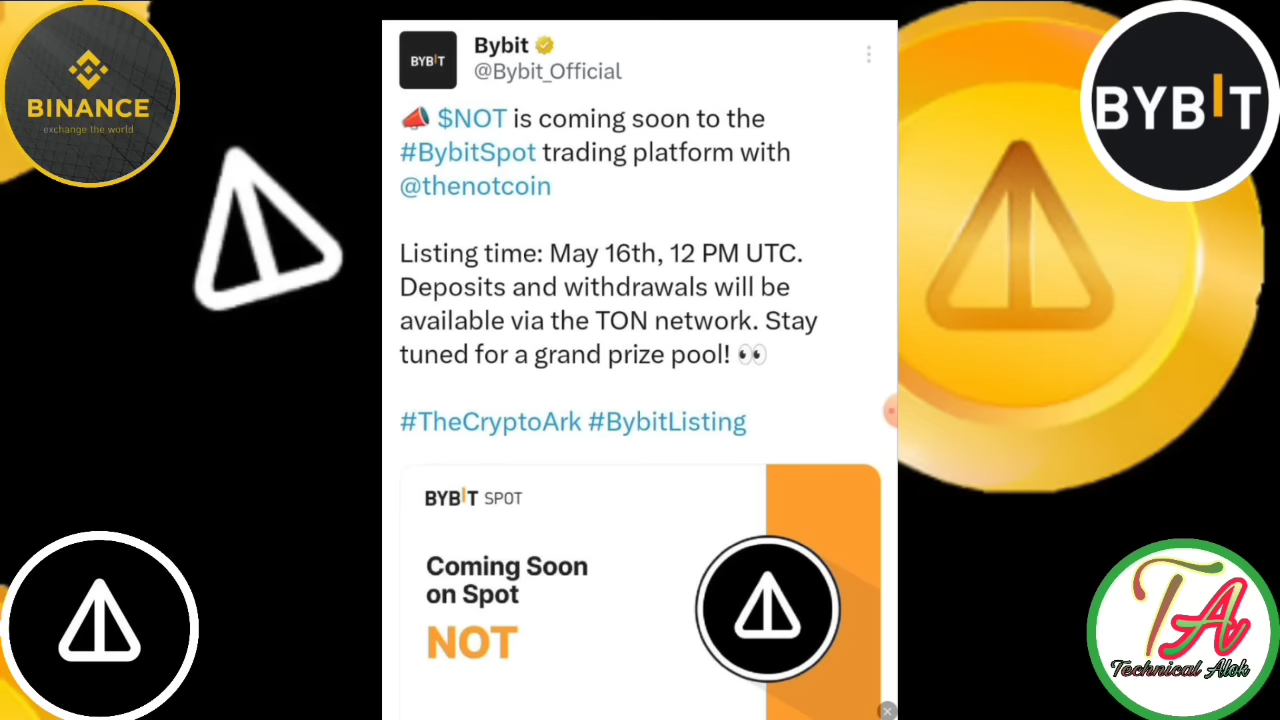 BINANCE
exchange the world
BYBIT
Bybit
@Bybit_Official
📣 $NOT is coming soon to the
#BybitSpot trading platform with
@thenotcoin
Listing time: May 16th, 12 PM UTC.
Deposits and withdrawals will be
available via the TON network. Stay
tuned for a grand prize pool! 👀
#TheCryptoArk #BybitListing
BYBIT SPOT
Coming Soon
on Spot
NOT
BYBIT
TA
Technical Alok